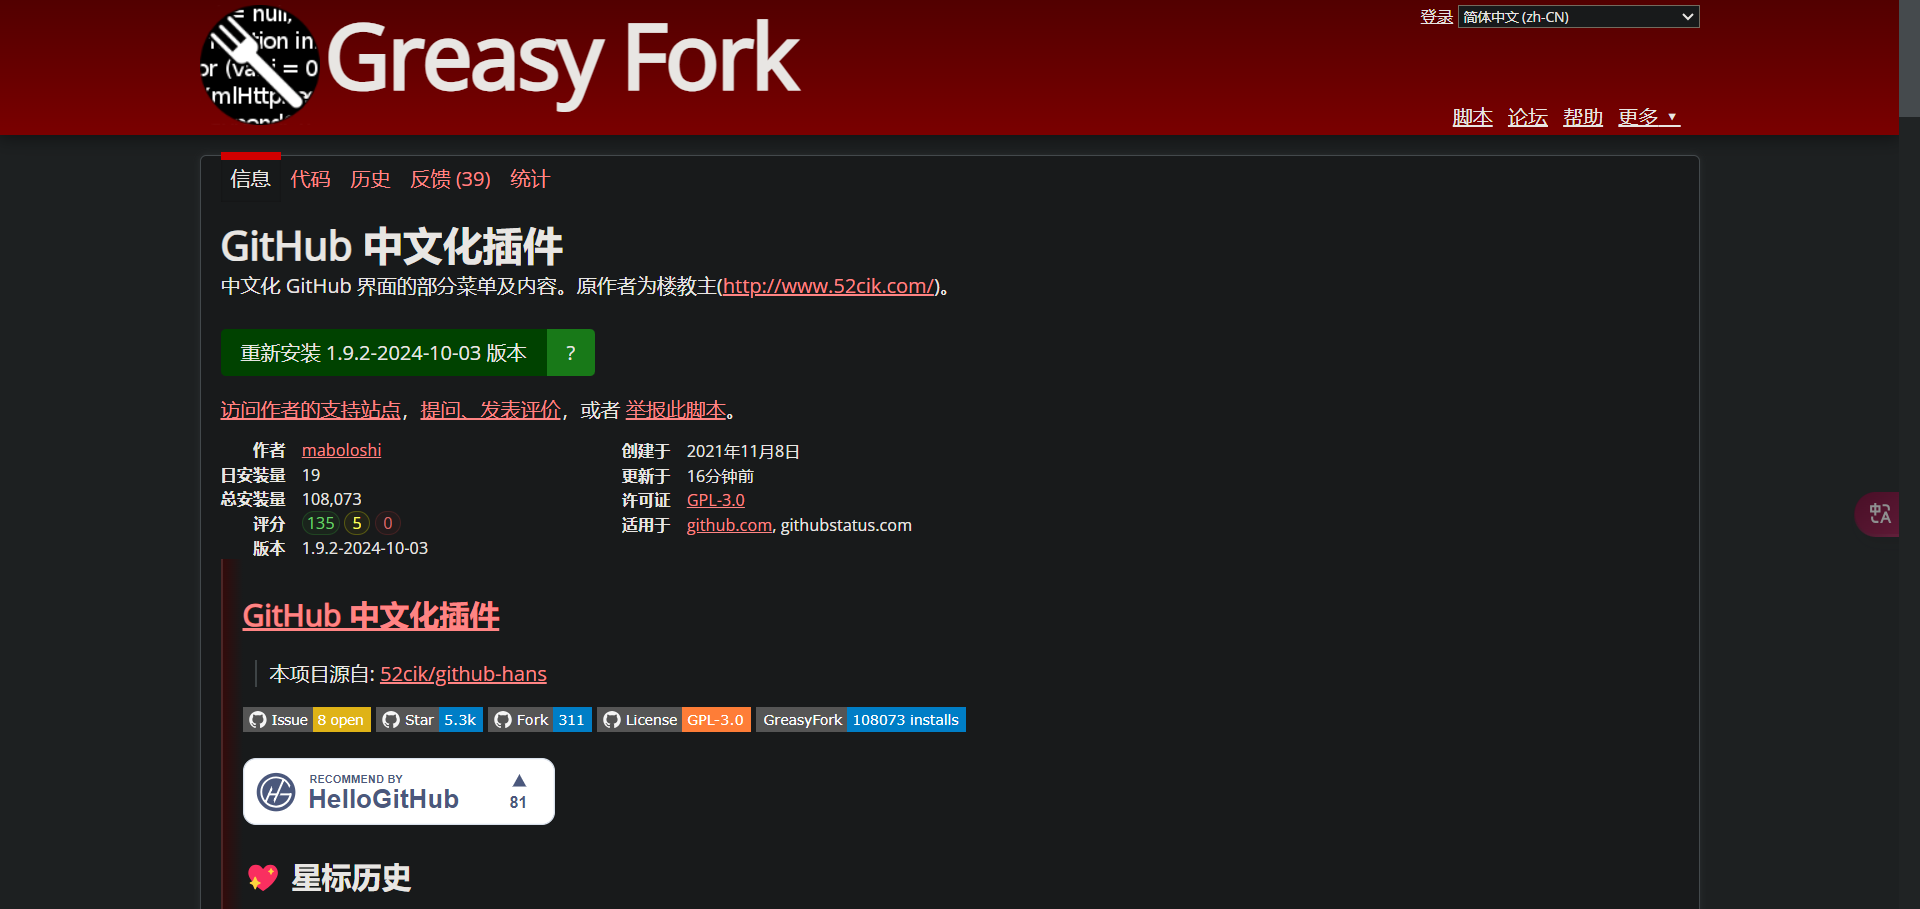 Greasy Fork
登录 简体中文 (zh-CN)
脚本 论坛 帮助 更多 ▼
信息 代码 历史 反馈 (39) 统计
GitHub 中文化插件
中文化 GitHub 界面的部分菜单及内容。原作者为楼教主(http://www.52cik.com/)。
重新安装 1.9.2-2024-10-03 版本 ?
访问作者的支持站点，提问、发表评价，或者 举报此脚本。
作者 maboloshi
日安装量 19
总安装量 108,073
评分 135 5 0
版本 1.9.2-2024-10-03
创建于 2021年11月8日
更新于 16分钟前
许可证 GPL-3.0
适用于 github.com, githubstatus.com
GitHub 中文化插件
本项目源自: 52cik/github-hans
Issue 8 open Star 5.3k Fork 311 License GPL-3.0 GreasyFork 108073 installs
RECOMMEND BY
HelloGitHub
▲
81
💖 星标历史